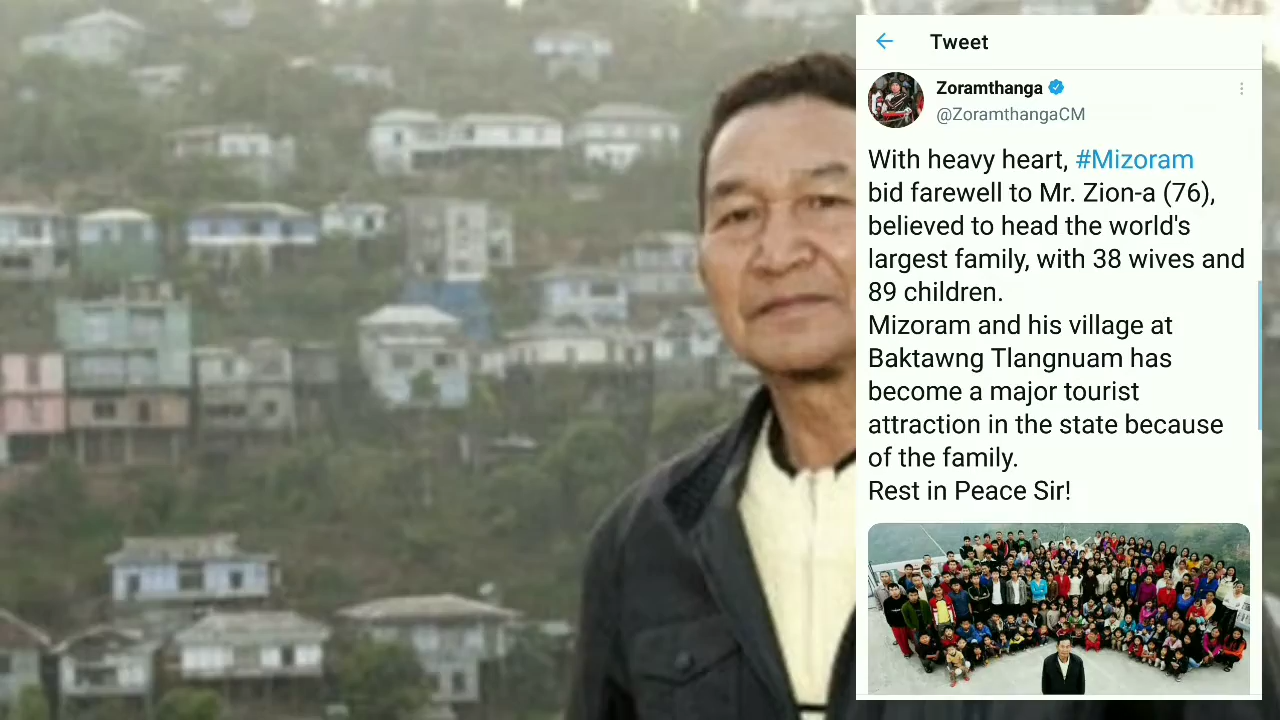 Tweet
Zoramthanga
@ZoramthangaCM
With heavy heart, #Mizoram
bid farewell to Mr. Zion-a (76),
believed to head the world's
largest family, with 38 wives and
89 children.
Mizoram and his village at
Baktawng Tlangnuam has
become a major tourist
attraction in the state because
of the family.
Rest in Peace Sir!